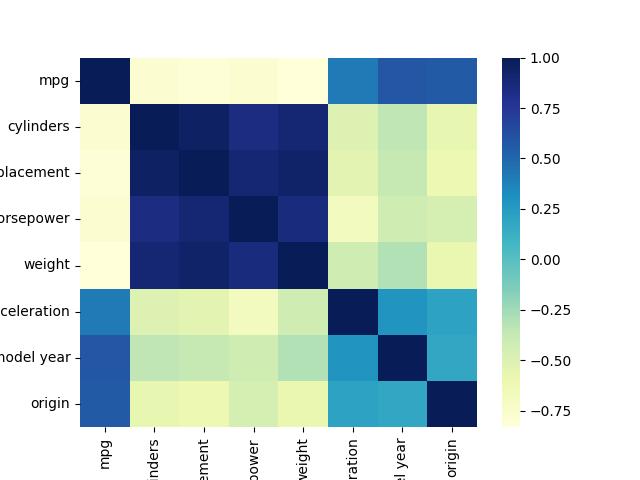 mpg
cylinders
placement
orsepower
weight
celeration
nodel year
origin
mpg
inders
ement
power
weight
ration
el year
origin
1.00
0.75
0.50
0.25
0.00
−0.25
−0.50
−0.75